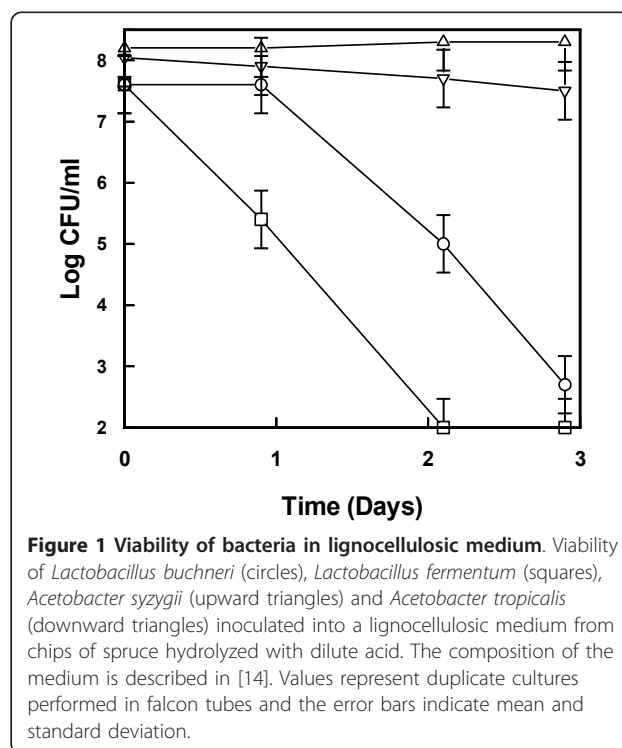 8
7
6
5
4
3
2
Log CFU/ml
0 1 2 3
Time (Days)
Figure 1 Viability of bacteria in lignocellulosic medium. Viability
of Lactobacillus buchneri (circles), Lactobacillus fermentum (squares),
Acetobacter syzygii (upward triangles) and Acetobacter tropicalis
(downward triangles) inoculated into a lignocellulosic medium from
chips of spruce hydrolyzed with dilute acid. The composition of the
medium is described in [14]. Values represent duplicate cultures
performed in falcon tubes and the error bars indicate mean and
standard deviation.